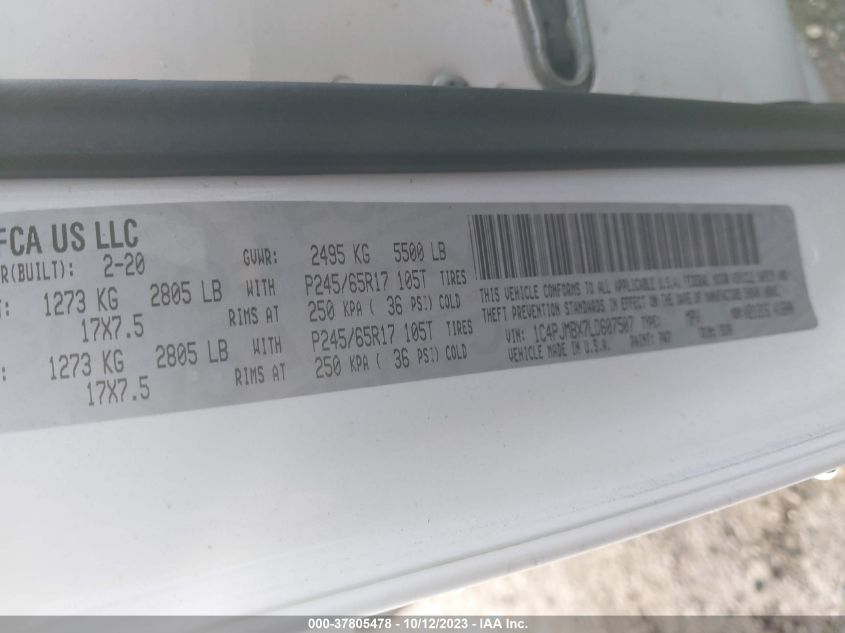 FCA US LLC
R(BUILT): 2-20
GVWR: 2495 KG 5500 LB
T: 1273 KG 2805 LB WITH P245/65R17 105T TIRES
17X7.5 RIMS AT 250 KPA ( 36 PSI) COLD
: 1273 KG 2805 LB WITH P245/65R17 105T TIRES
17X7.5 RIMS AT 250 KPA ( 36 PSI) COLD
THIS VEHICLE CONFORMS TO ALL APPLICABLE U.S.A. FEDERAL MOTOR VEHICLE SAFETY AND
THEFT PREVENTION STANDARDS IN EFFECT ON THE DATE OF MANUFACTURE SHOWN ABOVE.
VIN: 1C4PJMBX7LD607507 TYPE: MPV
VEHICLE MADE IN U.S.A. PAINT: PW7
000-37805478 - 10/12/2023 - IAA Inc.